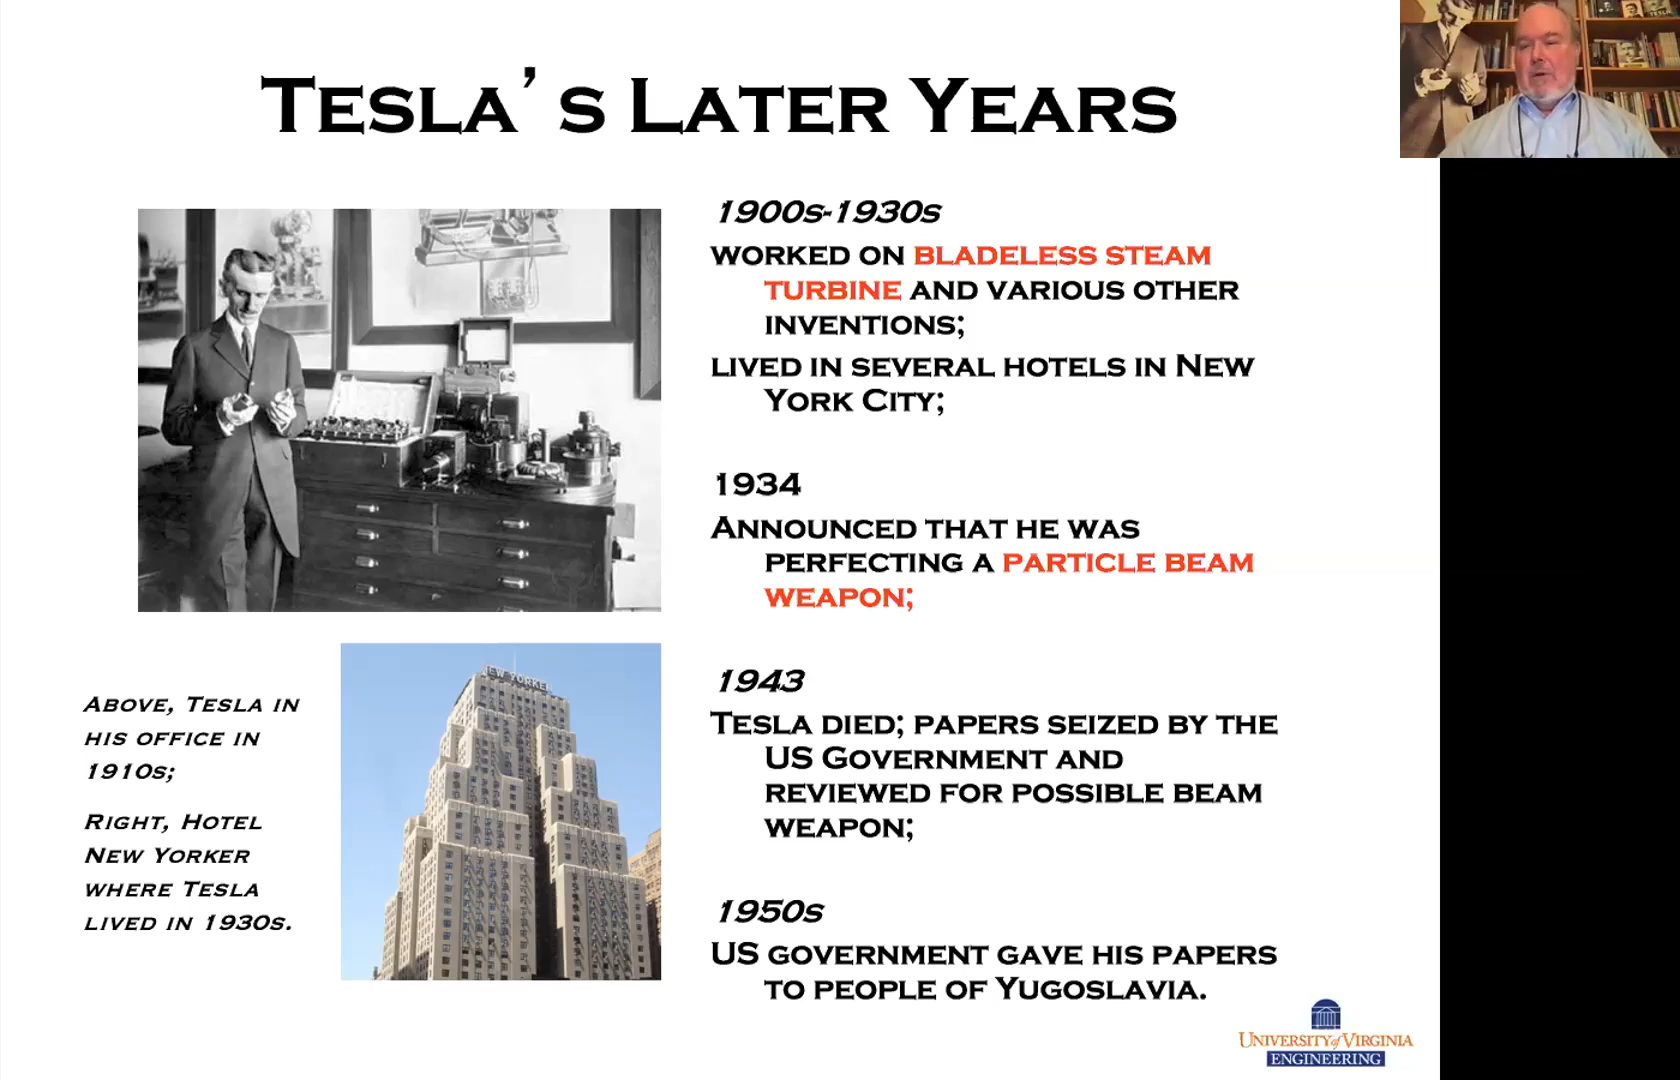 TESLA'S LATER YEARS
1900s-1930s
WORKED ON BLADELESS STEAM
TURBINE AND VARIOUS OTHER
INVENTIONS;
LIVED IN SEVERAL HOTELS IN NEW
YORK CITY;
1934
ANNOUNCED THAT HE WAS
PERFECTING A PARTICLE BEAM
WEAPON;
1943
TESLA DIED; PAPERS SEIZED BY THE
US GOVERNMENT AND
REVIEWED FOR POSSIBLE BEAM
WEAPON;
1950s
US GOVERNMENT GAVE HIS PAPERS
TO PEOPLE OF YUGOSLAVIA.
ABOVE, TESLA IN
HIS OFFICE IN
1910s;
RIGHT, HOTEL
NEW YORKER
WHERE TESLA
LIVED IN 1930s.
NEW YORKER
UNIVERSITY of VIRGINIA
ENGINEERING